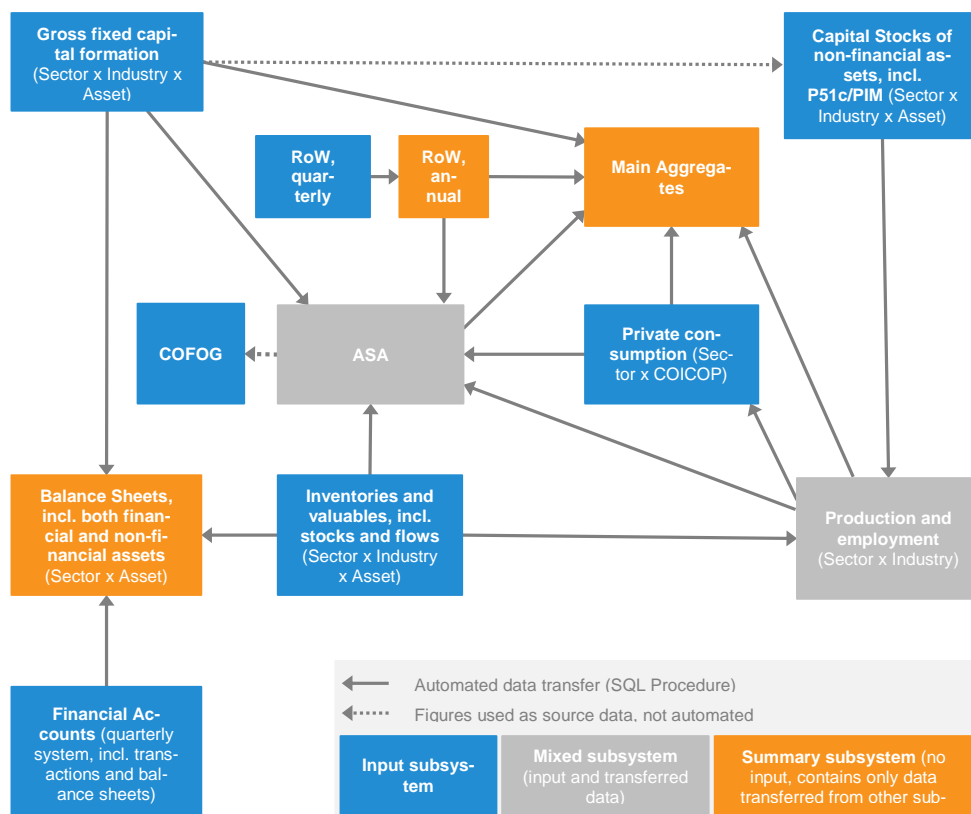 Gross fixed capi-
tal formation
(Sector x Industry x
Asset)
Capital Stocks of
non-financial as-
sets, incl.
P51c/PIM (Sector x
Industry x Asset)
RoW,
quar-
terly
RoW,
an-
nual
Main Aggrega-
tes
COFOG
ASA
Private con-
sumption (Sec-
tor x COICOP)
Balance Sheets,
incl. both finan-
cial and non-fi-
nancial assets
(Sector x Asset)
Inventories and
valuables, incl.
stocks and flows
(Sector x Industry
x Asset)
Production and
employment
(Sector x Industry)
Financial Ac-
counts (quarterly
system, incl. trans-
actions and bal-
ance sheets)
Automated data transfer (SQL Procedure)
Figures used as source data, not automated
Input subsys-
tem
Mixed subsystem
(input and transferred
data)
Summary subsystem (no
input, contains only data
transferred from other sub-